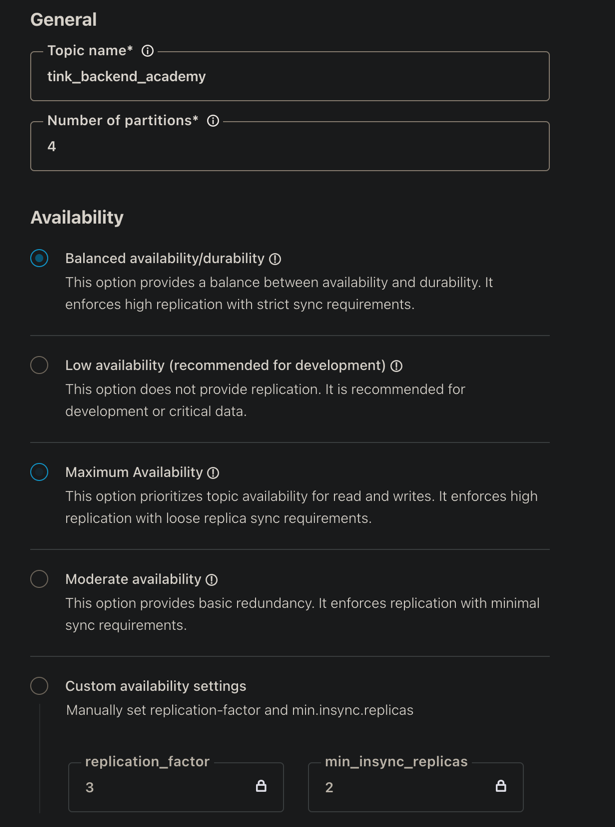 General
Topic name*
tink_backend_academy
Number of partitions*
4
Availability
Balanced availability/durability
This option provides a balance between availability and durability. It
enforces high replication with strict sync requirements.
Low availability (recommended for development)
This option does not provide replication. It is recommended for
development or critical data.
Maximum Availability
This option prioritizes topic availability for read and writes. It enforces high
replication with loose replica sync requirements.
Moderate availability
This option provides basic redundancy. It enforces replication with minimal
sync requirements.
Custom availability settings
Manually set replication-factor and min.insync.replicas
replication_factor
3
min_insync_replicas
2